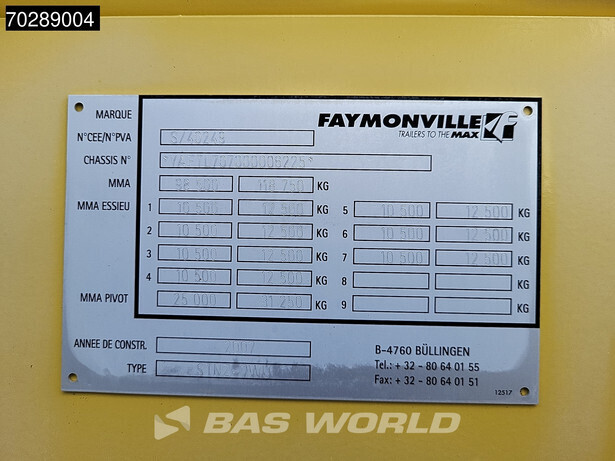 70289004
MARQUE
FAYMONVILLE
TRAILERS TO THE MAX
N°CEE/N°PVA
CHASSIS N°
MMA KG
MMA ESSIEU 1 10 500 12 500 KG 5 10 500 12 500 KG
2 10 500 12 500 KG 6 10 500 12 500 KG
3 10 500 12 500 KG 7 10 500 12 500 KG
4 10 500 12 500 KG 8 KG
MMA PIVOT 25 000 31 250 KG 9 KG
ANNEE DE CONSTR.
TYPE
B-4760 BÜLLINGEN
Tel.: + 32 - 80 64 01 55
Fax: + 32 - 80 64 01 51
12517
BAS WORLD